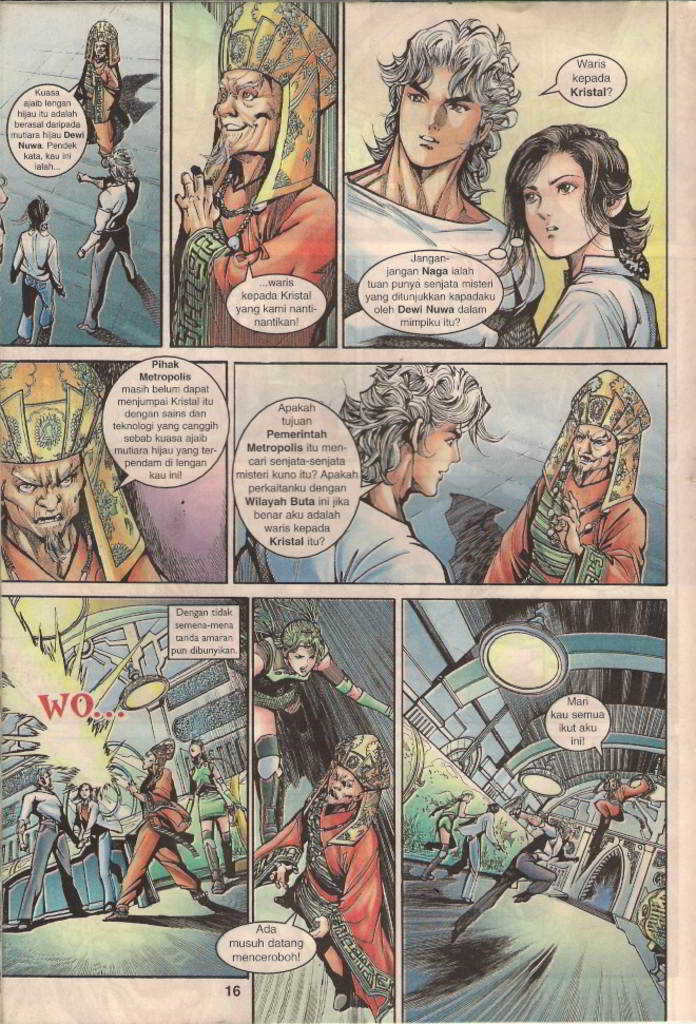 Kuasa
ajaib lengan
hijau itu adalah
berasal daripada
mutiara hijau Dewi
Nuwa. Pendek
kata, kau ini
ialah...
...waris
kepada Kristal
yang kami nanti-
nantikan!
Waris
kepada
Kristal?
Jangan-
jangan Naga ialah
tuan punya senjata misteri
yang ditunjukkan kapadaku
oleh Dewi Nuwa dalam
mimpiku itu?
Pihak
Metropolis
masih belum dapat
menjumpai Kristal itu
dengan sains dan
teknologi yang canggih
sebab kuasa ajaib
mutiara hijau yang ter-
pendam di lengan
kau ini!
Apakah
tujuan
Pemerintah
Metropolis itu men-
cari senjata-senjata
misteri kuno itu? Apakah
perkaitanku dengan
Wilayah Buta ini jika
benar aku adalah
waris kepada
Kristal itu?
Dengan tidak
semena-mena
tanda amaran
pun dibunyikan.
WO...
Ada
musuh datang
menceroboh!
Mari
kau semua
ikut aku
ini!
16